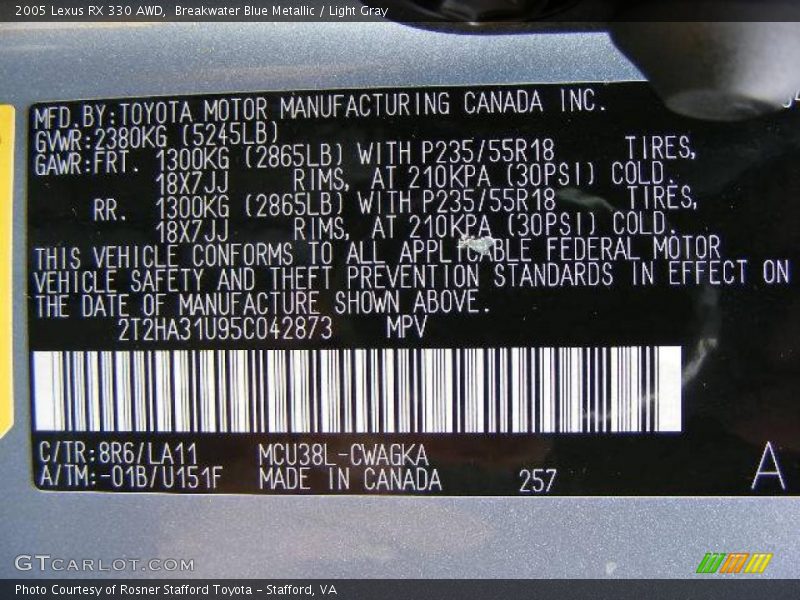 2005 Lexus RX 330 AWD,  Breakwater Blue Metallic / Light Gray
MFD.BY:TOYOTA MOTOR MANUFACTURING CANADA INC.
GVWR:2380KG (5245LB)
GAWR:FRT. 1300KG (2865LB) WITH P235/55R18 TIRES,
18X7JJ RIMS, AT 210KPA (30PSI) COLD.
RR. 1300KG (2865LB) WITH P235/55R18 TIRES,
18X7JJ RIMS, AT 210KPA (30PSI) COLD.
THIS VEHICLE CONFORMS TO ALL APPLICABLE FEDERAL MOTOR
VEHICLE SAFETY AND THEFT PREVENTION STANDARDS IN EFFECT ON
THE DATE OF MANUFACTURE SHOWN ABOVE.
2T2HA31U95C042873 MPV
C/TR:8R6/LA11 MCU38L-CWAGKA
A/TM:-01B/U151F MADE IN CANADA 257 A
GTCARLOT.COM
Photo Courtesy of Rosner Stafford Toyota - Stafford, VA